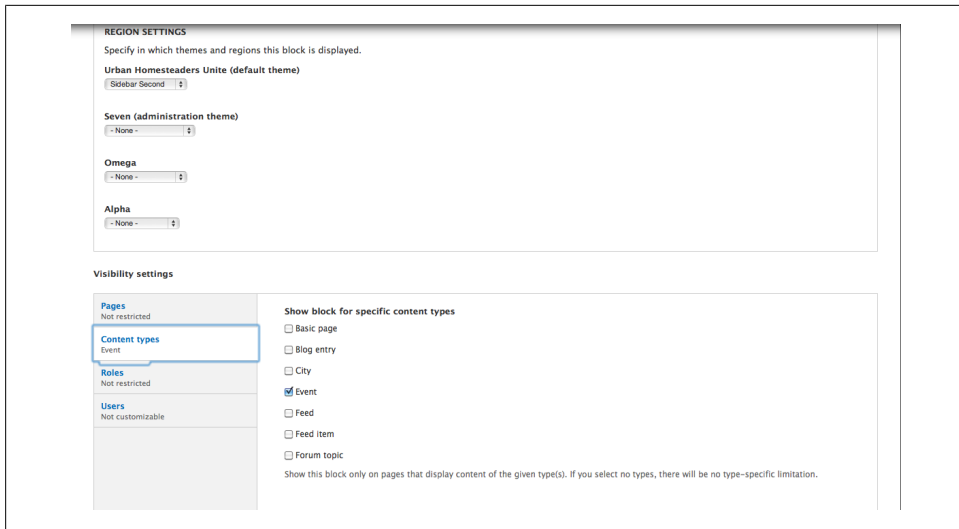 REGION SETTINGS
Specify in which themes and regions this block is displayed.
Urban Homesteaders Unite (default theme)
Sidebar Second
Seven (administration theme)
- None -
Omega
- None -
Alpha
- None -
Visibility settings
Pages
Not restricted
Content types
Event
Roles
Not restricted
Users
Not customizable
Show block for specific content types
Basic page
Blog entry
City
Event
Feed
Feed item
Forum topic
Show this block only on pages that display content of the given type(s). If you select no types, there will be no type-specific limitation.